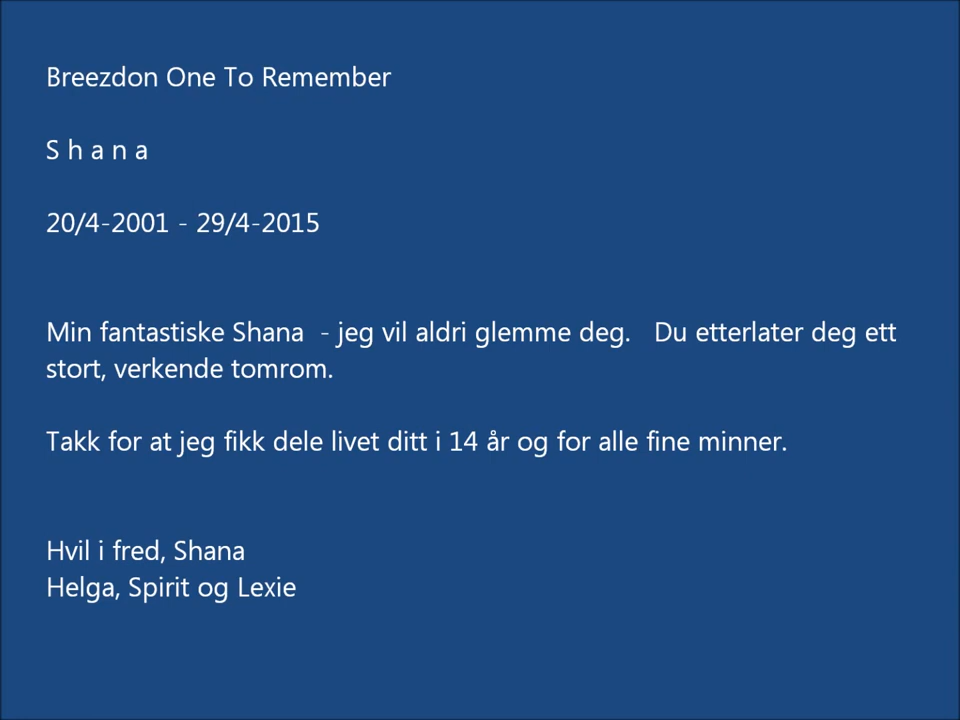 Breezdon One To Remember
S h a n a
20/4-2001 - 29/4-2015
Min fantastiske Shana  - jeg vil aldri glemme deg.   Du etterlater deg ett
stort, verkende tomrom.
Takk for at jeg fikk dele livet ditt i 14 år og for alle fine minner.
Hvil i fred, Shana
Helga, Spirit og Lexie